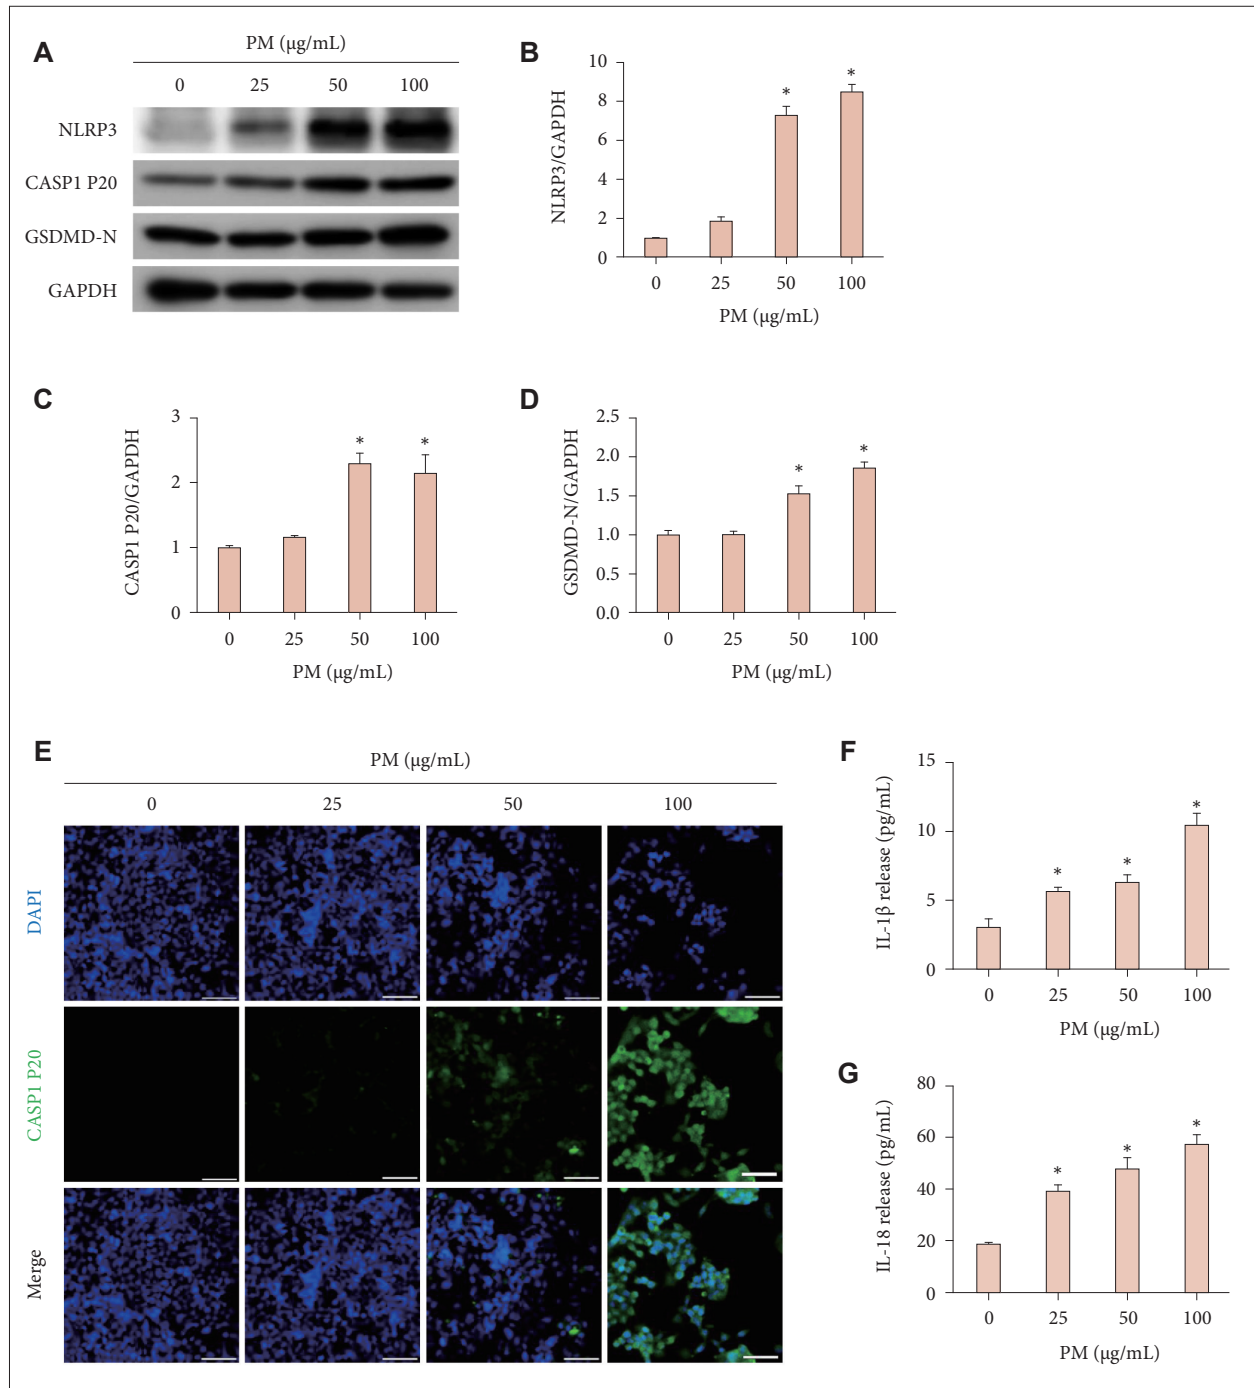 A
PM (µg/mL)
0 25 50 100
NLRP3
CASP1 P20
GSDMD-N
GAPDH
B
NLRP3/GAPDH
10
8
6
4
2
0
* *
0 25 50 100
PM (µg/mL)
C
CASP1 P20/GAPDH
3
2
1
0
* *
0 25 50 100
PM (µg/mL)
D
GSDMD-N/GAPDH
2.5
2.0
1.5
1.0
0.5
0.0
* *
0 25 50 100
PM (µg/mL)
E
PM (µg/mL)
0 25 50 100
DAPI
CASP1 P20
Merge
F
IL-1β release (pg/mL)
15
10
5
0
* * *
0 25 50 100
PM (µg/mL)
G
IL-18 release (pg/mL)
80
60
40
20
0
* * *
0 25 50 100
PM (µg/mL)